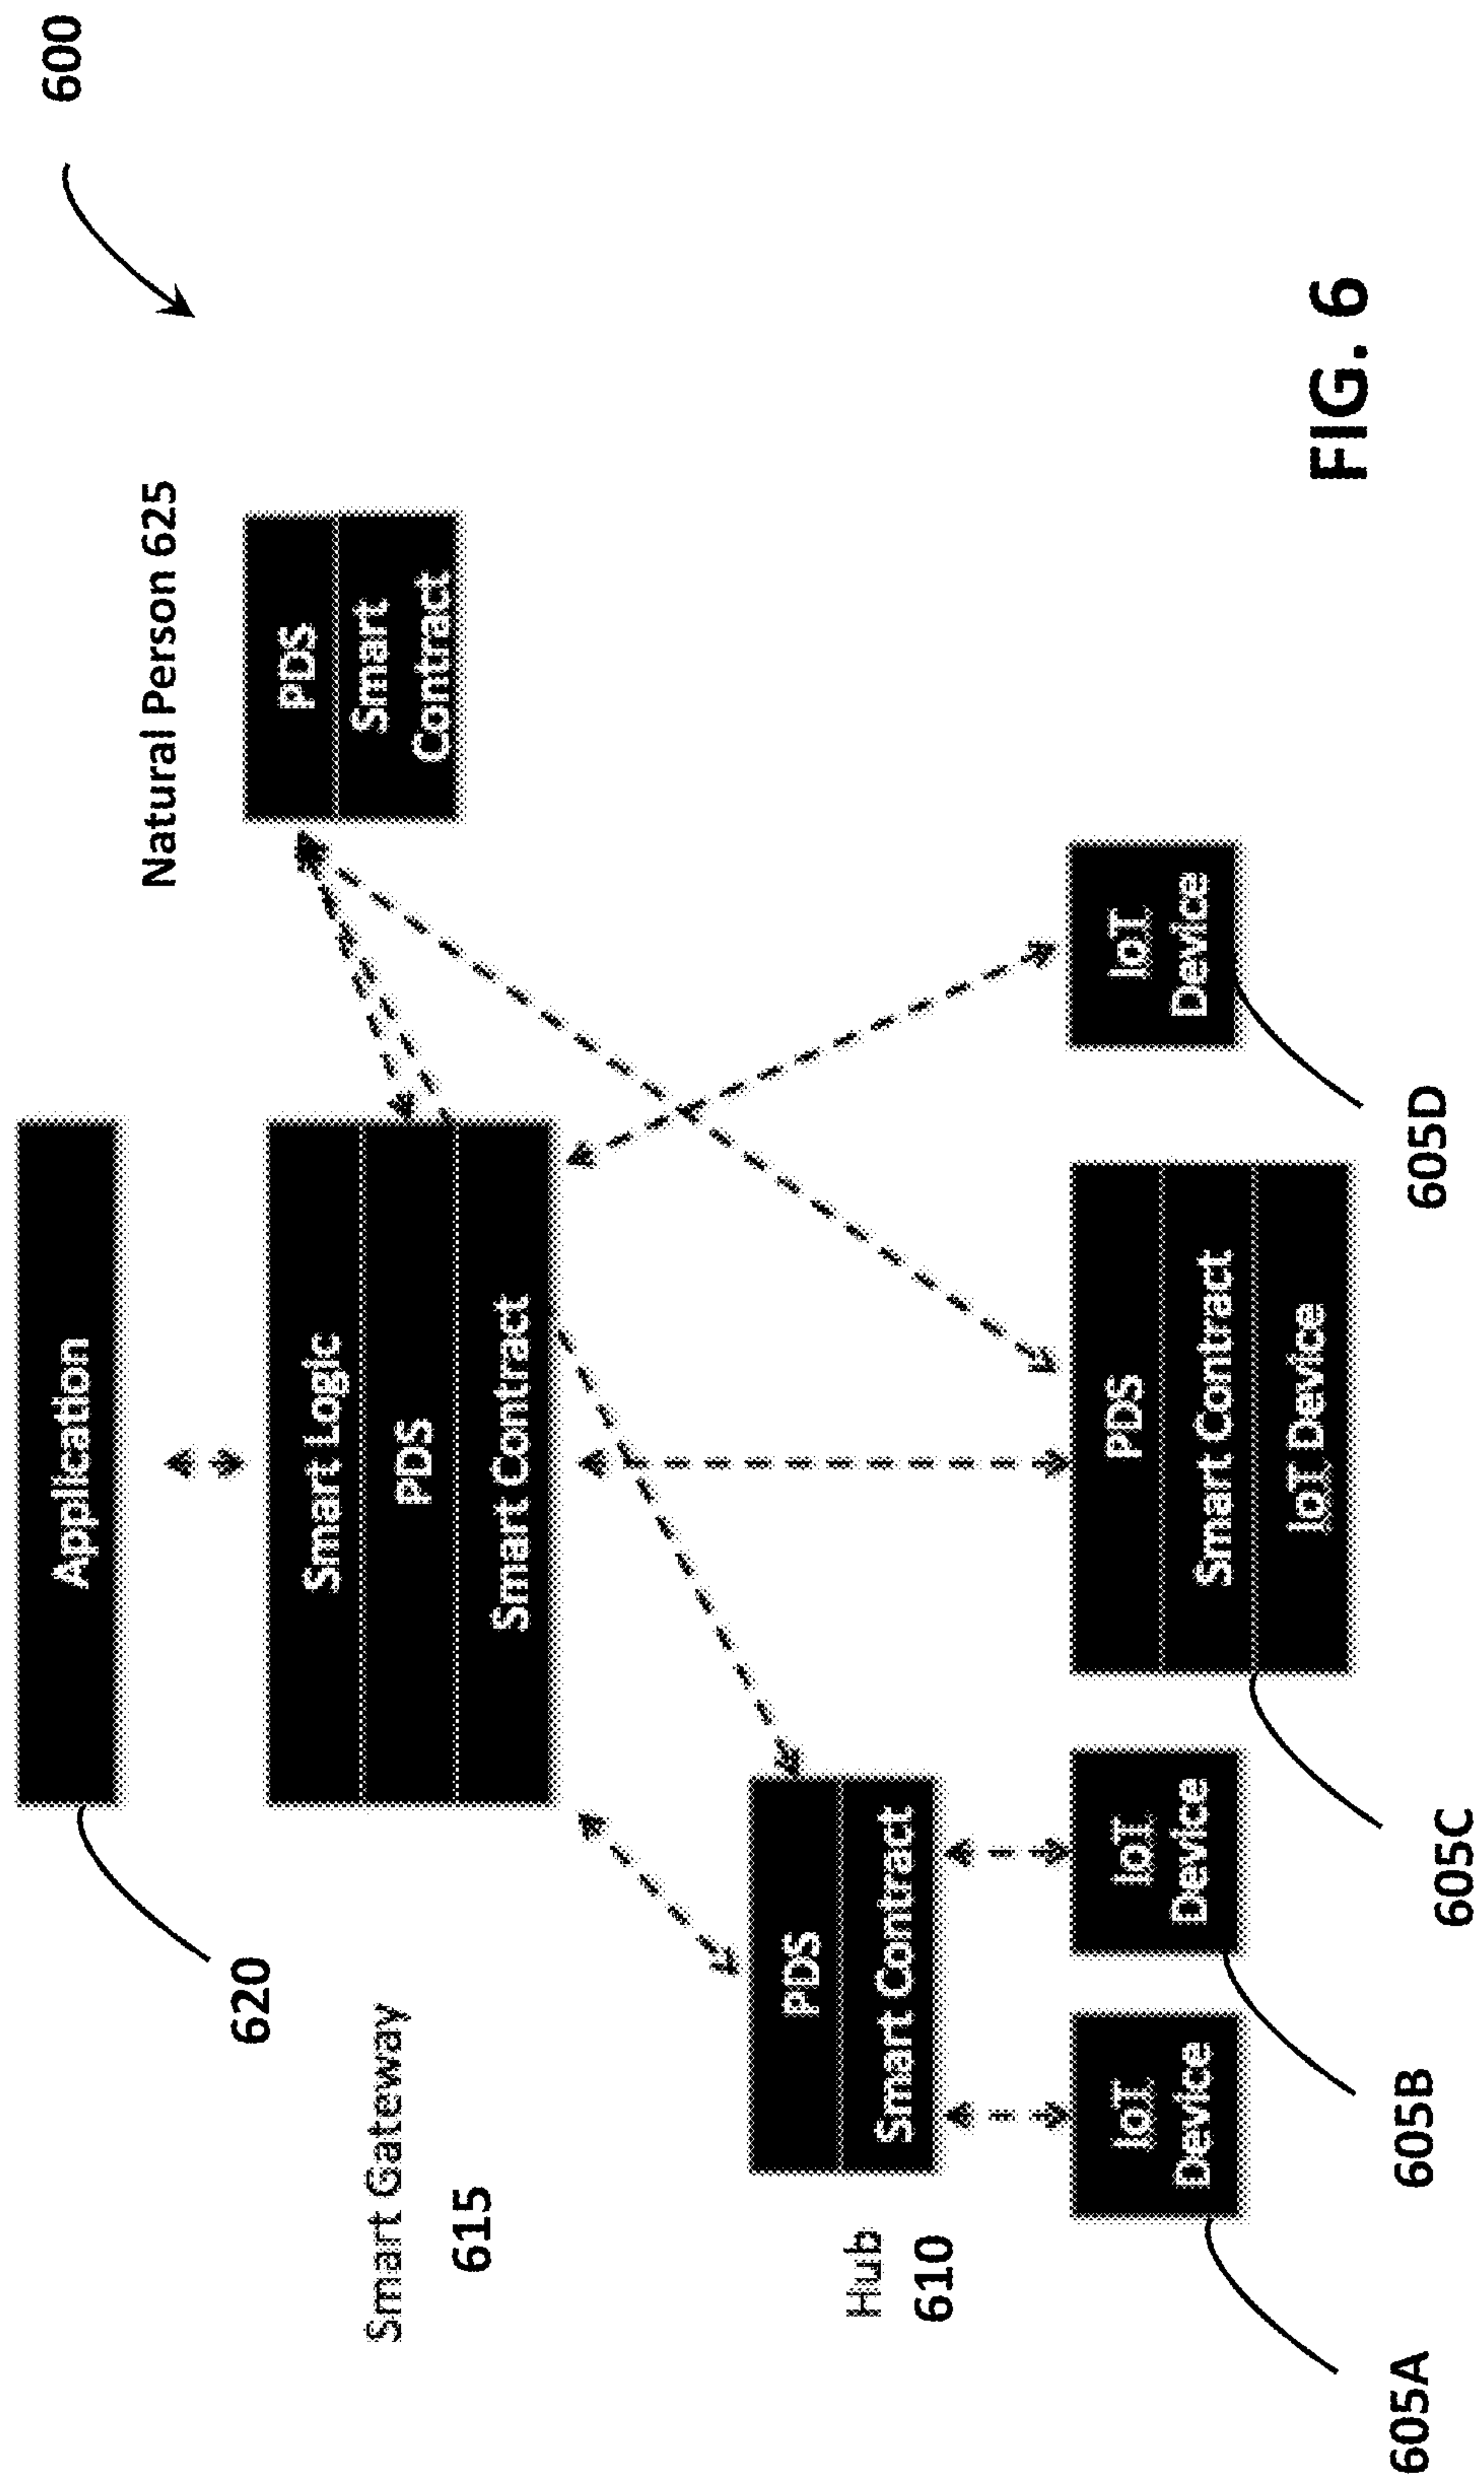 600
Application
620
Natural Person 625
Smart Logic
PDS
Smart Contract
Smart Gateway
615
PDS
Smart
Contract
PDS
Smart Contract
Hub
610
IoT
Device
605A
IoT
Device
605B
PDS
Smart Contract
IoT Device
605C
IoT
Device
605D
FIG. 6